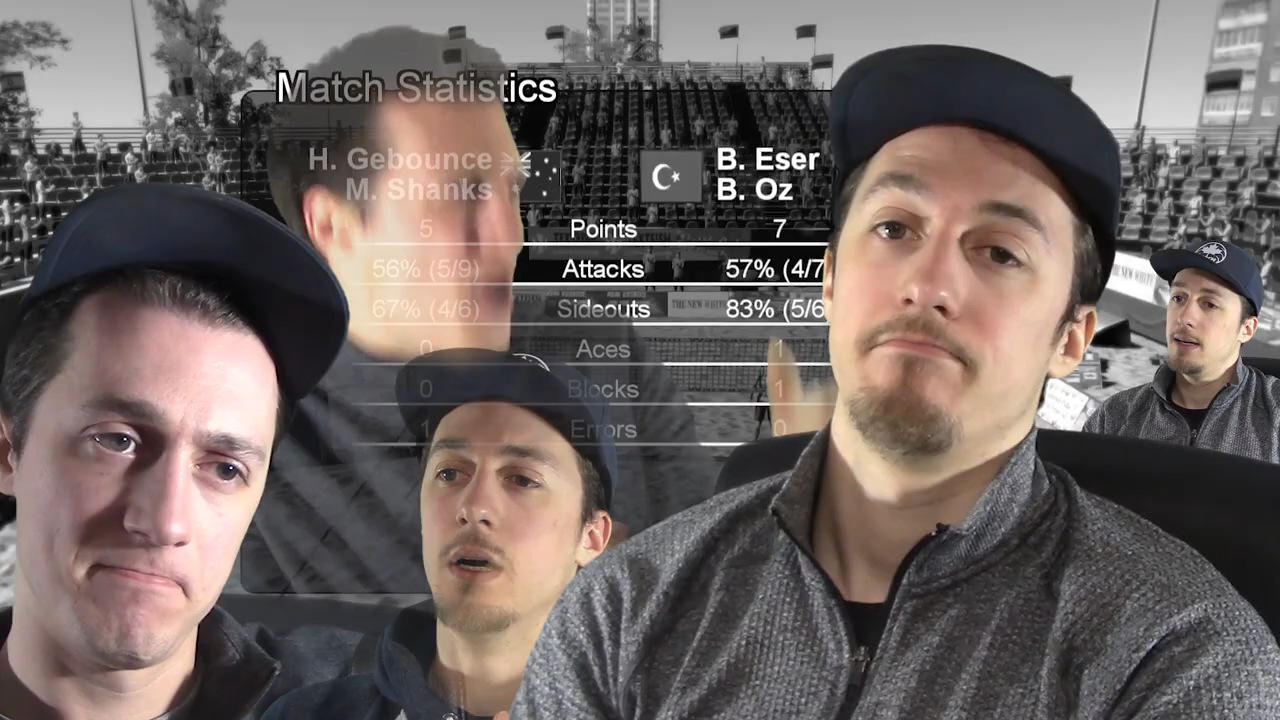 Match Statistics
H. Gebounce B. Eser
M. Shanks B. Oz
5 Points 7
56% (5/9) Attacks 57% (4/7
67% (4/6) Sideouts 83% (5/6
0 Aces 1
0 Blocks 1
1 Errors 0